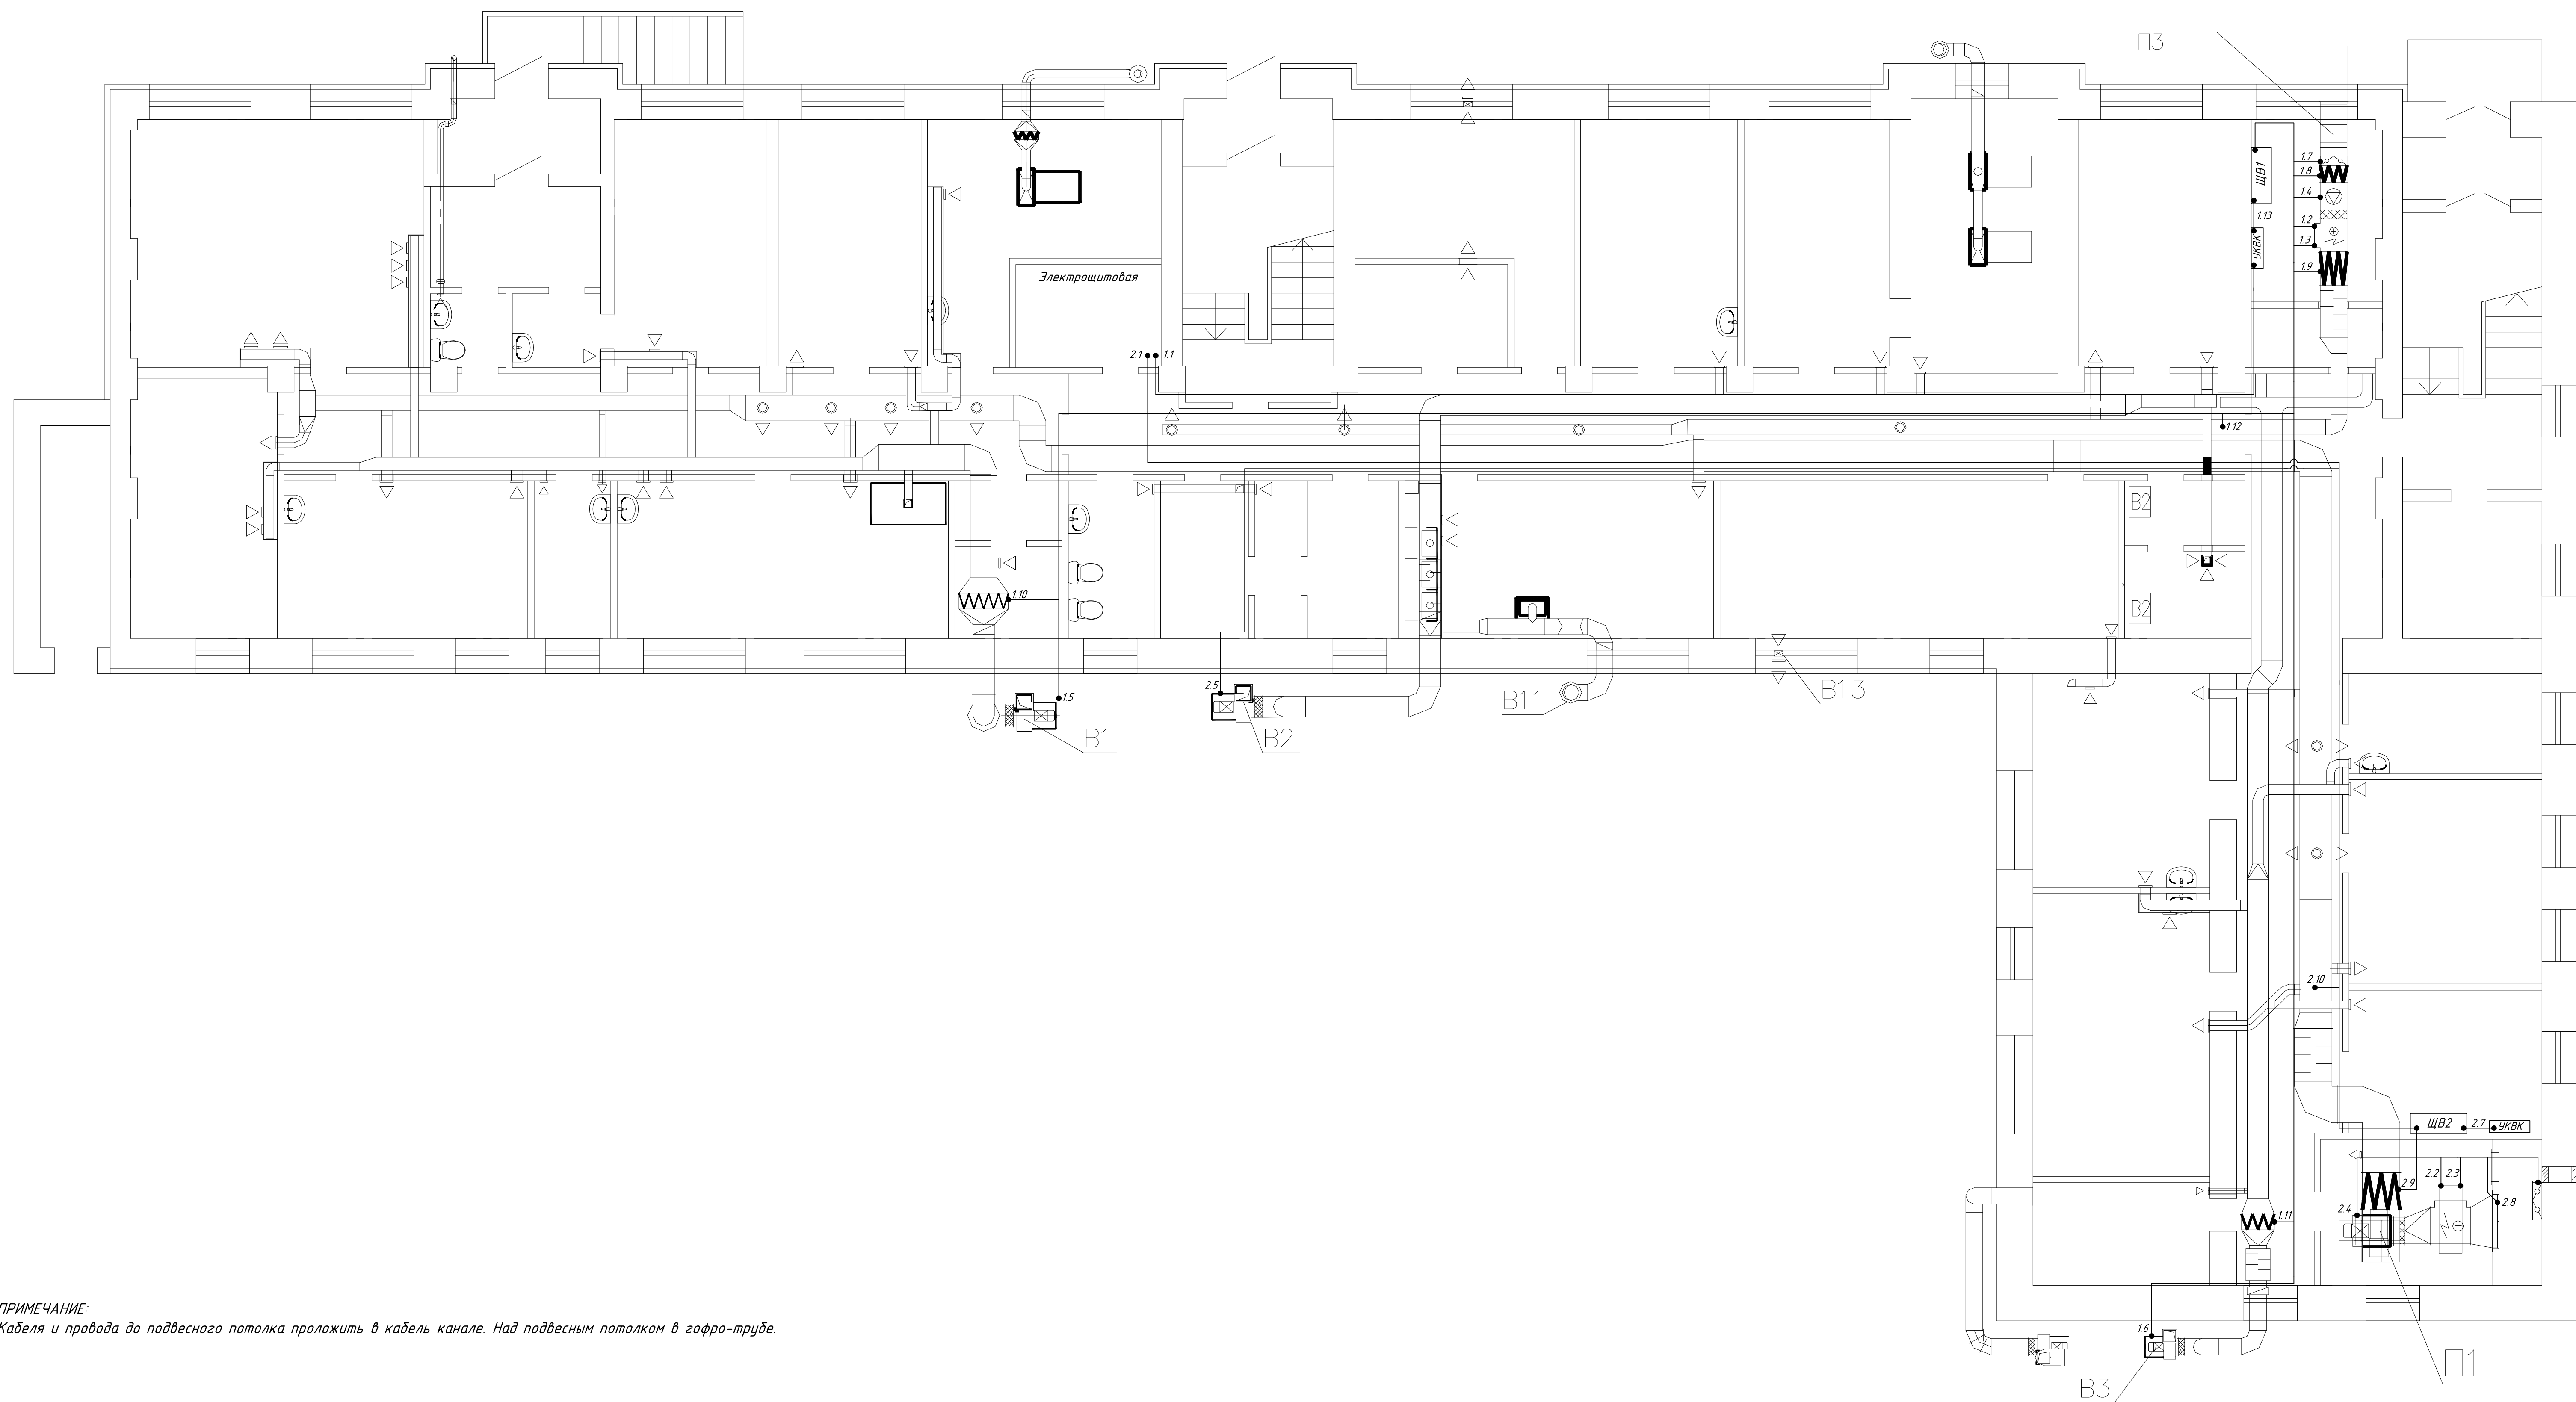 П3
1.7
ЩВ1
1.8
1.4
1.13
1.2
УКВК
1.3
1.9
Электрощитовая
2.1
1.1
1.12
В2
В2
1.10
1.5
2.5
В1
В2
В11
В13
2.10
ЩВ2
2.7
УКВК
2.2
2.3
2.9
2.8
2.4
1.11
1.6
В3
П1
ПРИМЕЧАНИЕ:
Кабеля и провода до подвесного потолка проложить в кабель канале. Над подвесным потолком в гофро-трубе.